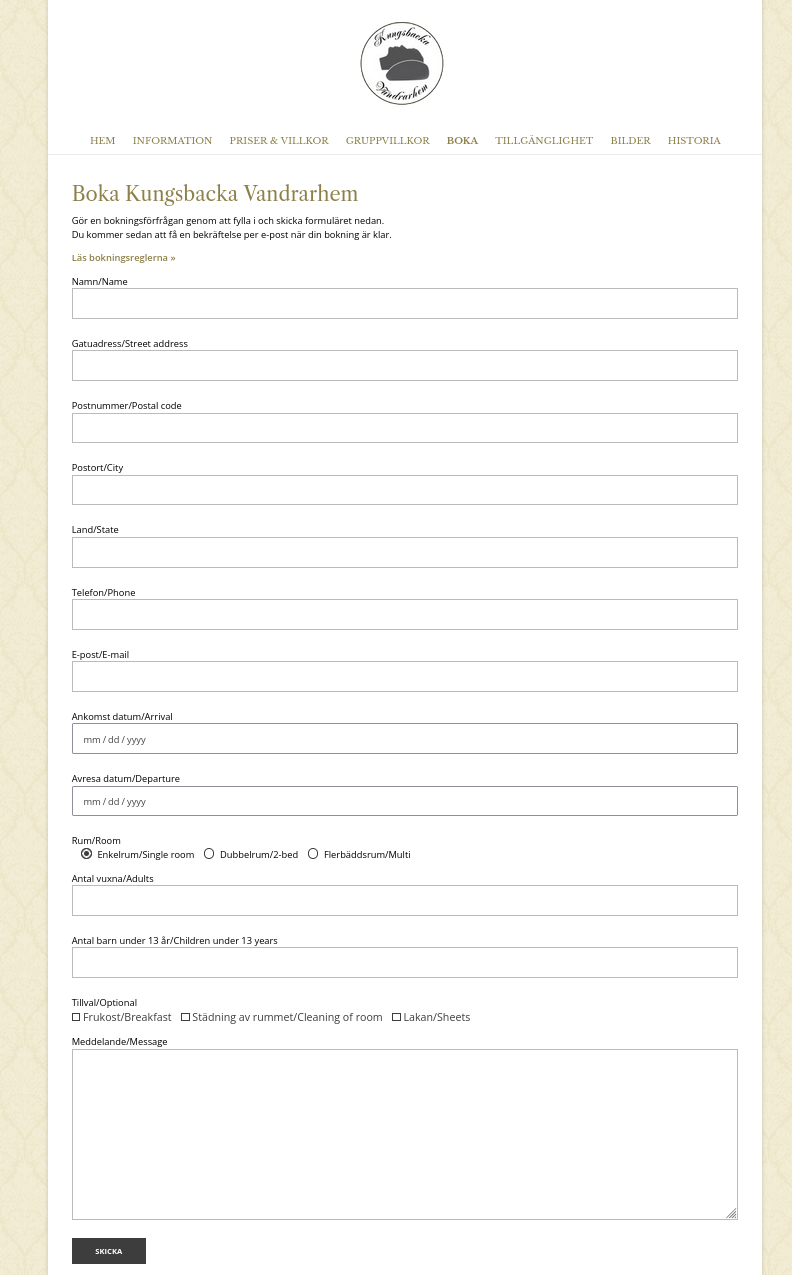 Kungsbacka
Vandrarhem
HEM INFORMATION PRISER & VILLKOR GRUPPVILLKOR BOKA TILLGÄNGLIGHET BILDER HISTORIA
Boka Kungsbacka Vandrarhem
Gör en bokningsförfrågan genom att fylla i och skicka formuläret nedan.
Du kommer sedan att få en bekräftelse per e-post när din bokning är klar.
Läs bokningsreglerna »
Namn/Name
Gatuadress/Street address
Postnummer/Postal code
Postort/City
Land/State
Telefon/Phone
E-post/E-mail
Ankomst datum/Arrival
mm / dd / yyyy
Avresa datum/Departure
mm / dd / yyyy
Rum/Room
Enkelrum/Single room Dubbelrum/2-bed Flerbäddsrum/Multi
Antal vuxna/Adults
Antal barn under 13 år/Children under 13 years
Tillval/Optional
Frukost/Breakfast Städning av rummet/Cleaning of room Lakan/Sheets
Meddelande/Message
SKICKA